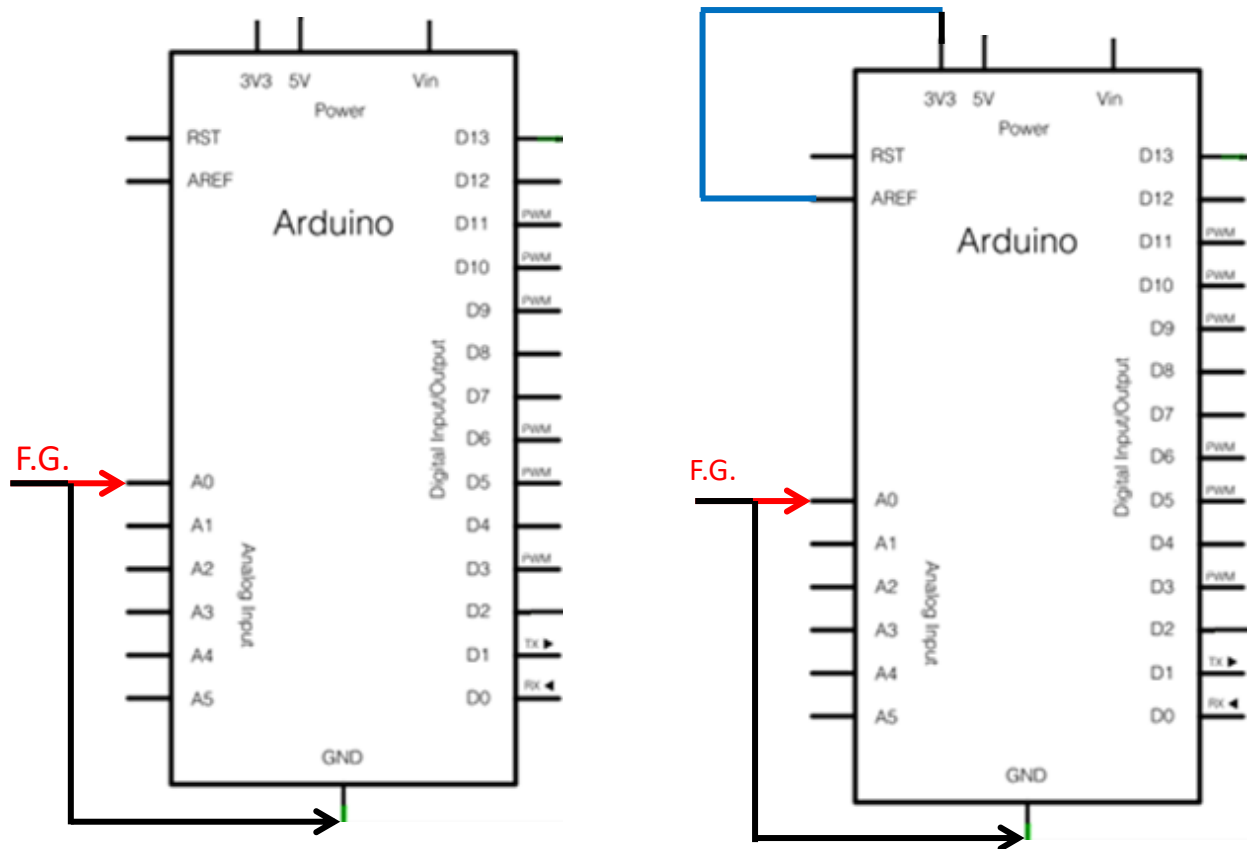 3V3 5V Vin
Power
RST D13
AREF D12
Arduino
D11 PWM
D10 PWM
D9 PWM
D8
Digital Input/Output
D7
D6 PWM
F.G.
A0 D5 PWM
A1 D4
Analog Input
A2 D3 PWM
A3 D2
A4 D1 TX
A5 D0 RX
GND
3V3 5V Vin
Power
RST D13
AREF D12
Arduino
D11 PWM
D10 PWM
D9 PWM
D8
Digital Input/Output
D7
D6 PWM
F.G.
A0 D5 PWM
A1 D4
Analog Input
A2 D3 PWM
A3 D2
A4 D1 TX
A5 D0 RX
GND